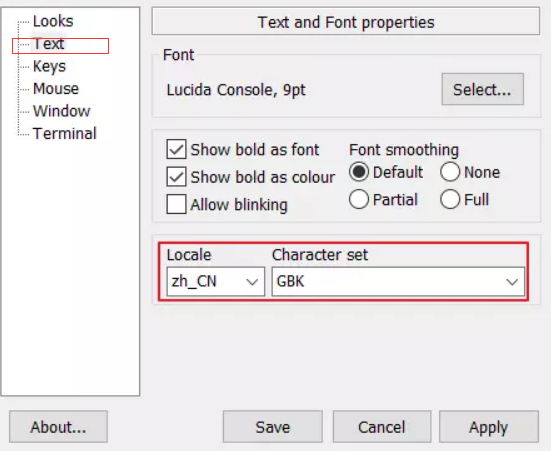 Looks
Text
Keys
Mouse
Window
Terminal
Text and Font properties
Font
Lucida Console, 9pt
Select...
Show bold as font
Show bold as colour
Allow blinking
Font smoothing
Default
None
Partial
Full
Locale
Character set
zh_CN
GBK
About...
Save
Cancel
Apply